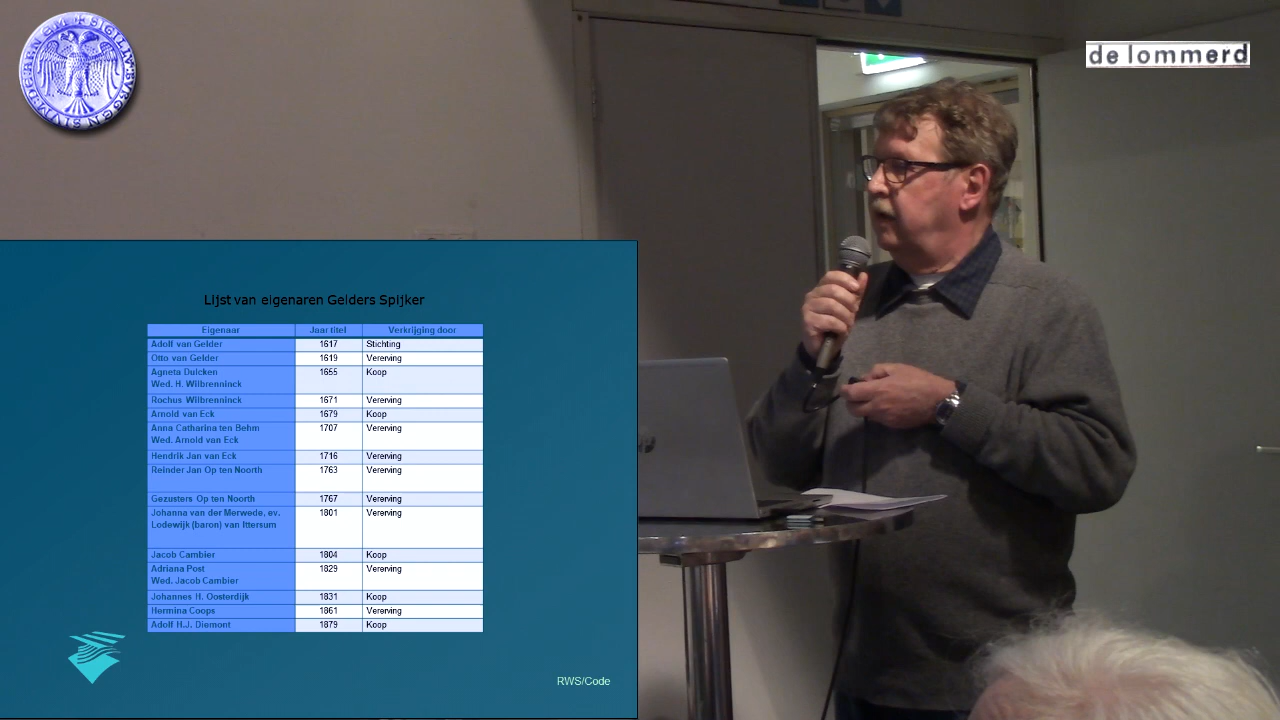 de lommerd
Lijst van eigenaren Gelders Spijker
Eigenaar Jaar titel Verkrijging door
Adolf van Gelder 1617 Stichting
Otto van Gelder 1619 Vererving
Agneta Dulcken 1655 Koop
Wed. H. Wilbrenninck
Rochus Wilbrenninck 1671 Vererving
Arnold van Eck 1679 Koop
Anna Catharina ten Behm 1707 Vererving
Wed. Arnold van Eck
Hendrik Jan van Eck 1716 Vererving
Reinder Jan Op ten Noorth 1763 Vererving
Gezusters Op ten Noorth 1767 Vererving
Johanna van der Merwede, ev. 1801 Vererving
Lodewijk (baron) van Ittersum
Jacob Cambier 1804 Koop
Adriana Post 1829 Vererving
Wed. Jacob Cambier
Johannes H. Oosterdijk 1831 Koop
Hermina Coops 1861 Vererving
Adolf H.J. Diemont 1879 Koop
RWS/Code